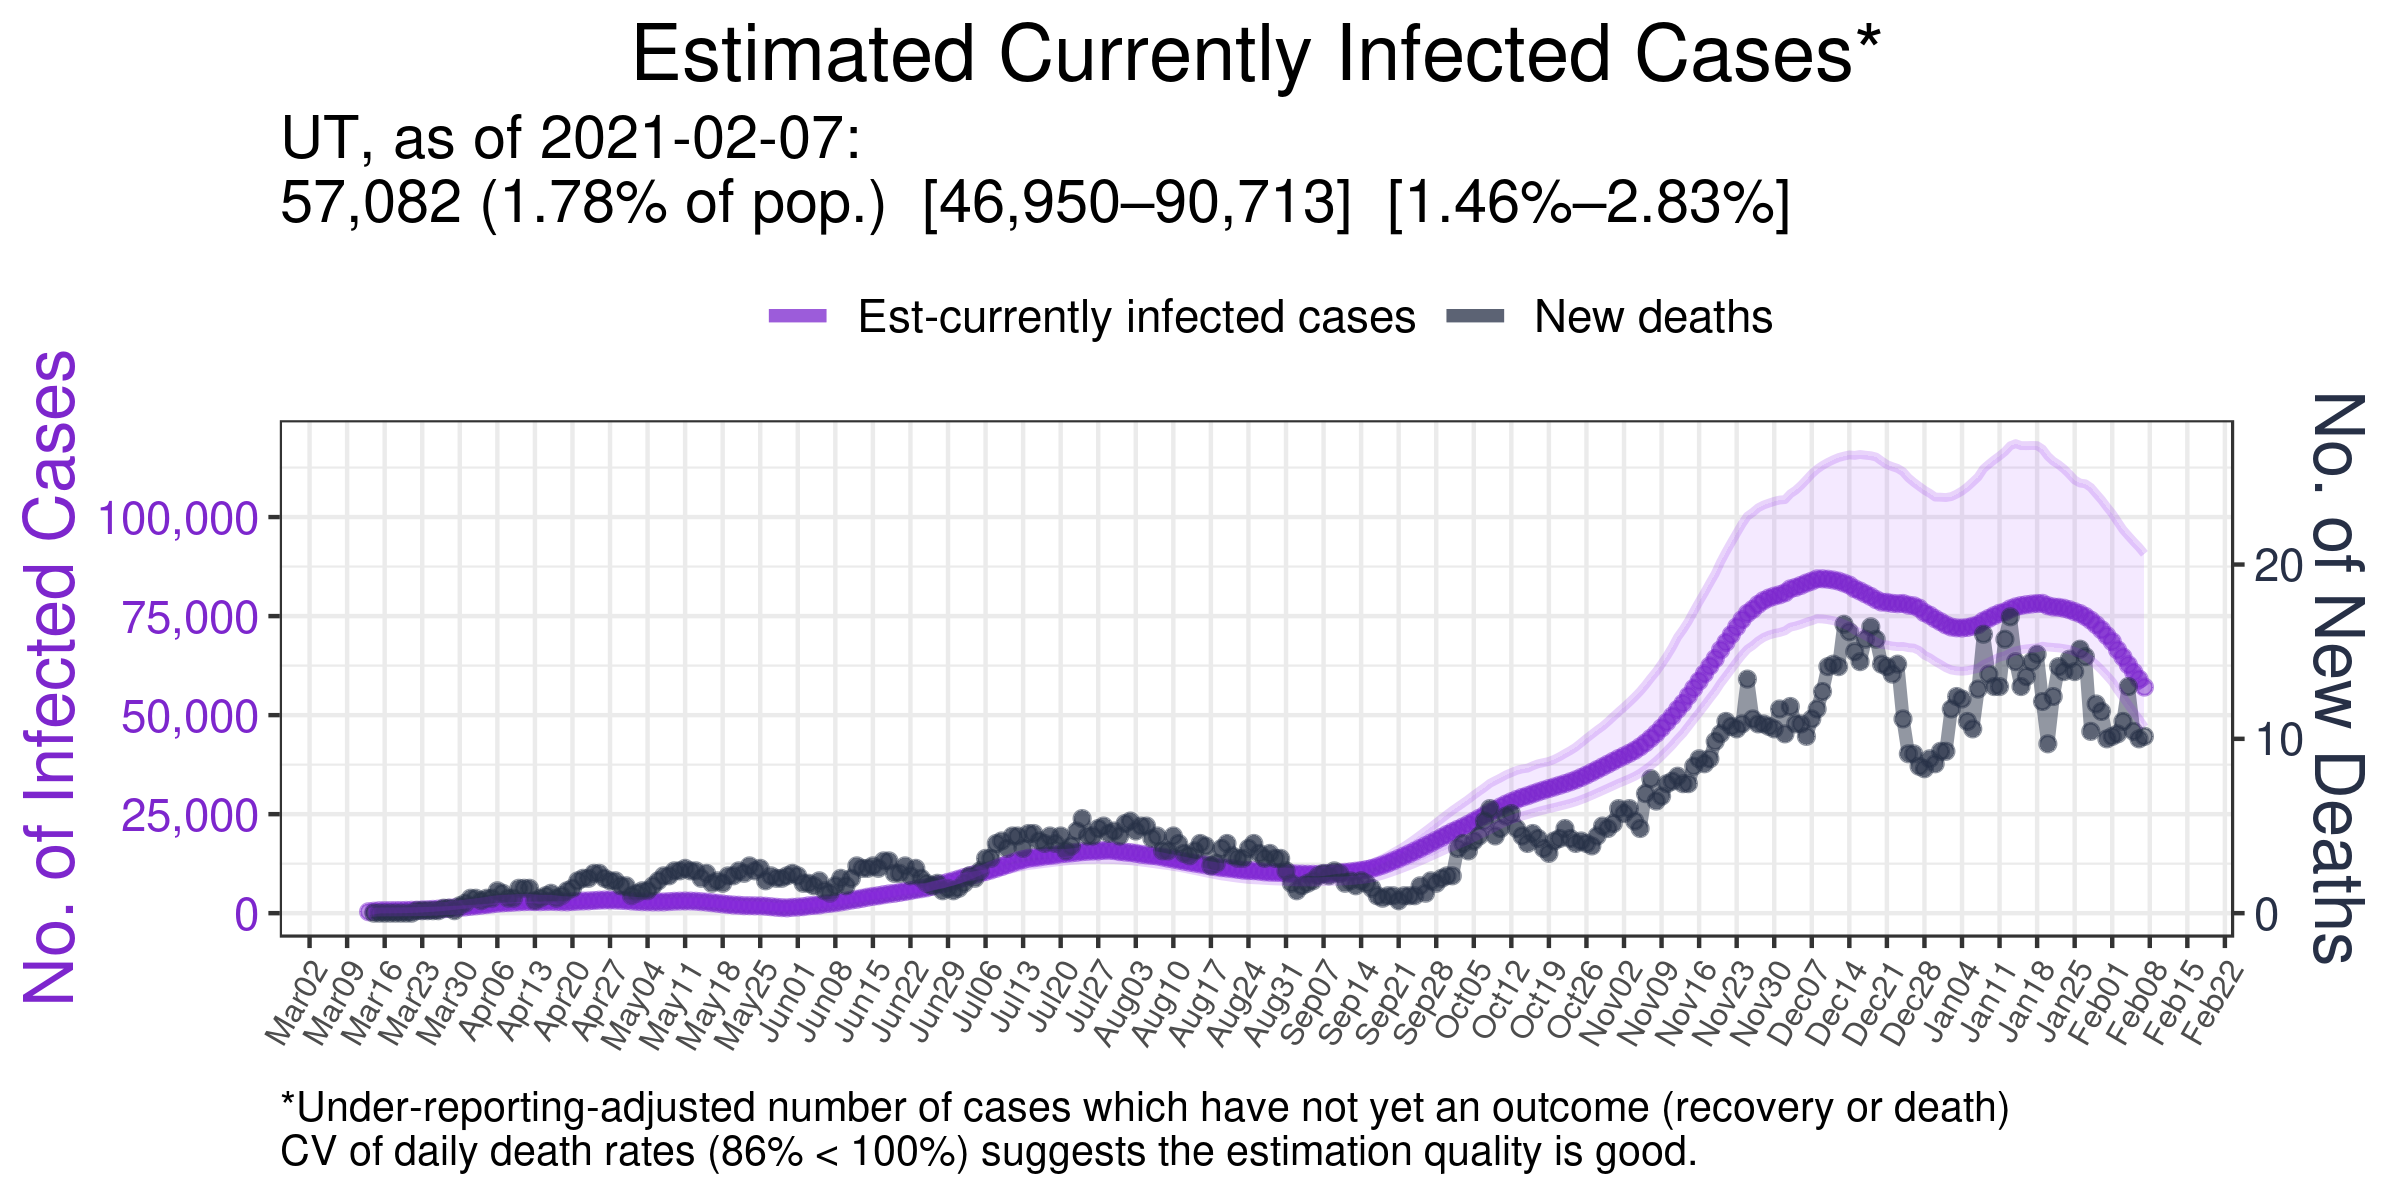 Estimated Currently Infected Cases*
UT, as of 2021-02-07:
57,082 (1.78% of pop.) [46,950–90,713] [1.46%–2.83%]
Est-currently infected cases
New deaths
No. of Infected Cases
100,000
75,000
50,000
25,000
0
No. of New Deaths
20
10
0
Mar02
Mar09
Mar16
Mar23
Mar30
Apr06
Apr13
Apr20
Apr27
May04
May11
May18
May25
Jun01
Jun08
Jun15
Jun22
Jun29
Jul06
Jul13
Jul20
Jul27
Aug03
Aug10
Aug17
Aug24
Aug31
Sep07
Sep14
Sep21
Sep28
Oct05
Oct12
Oct19
Oct26
Nov02
Nov09
Nov16
Nov23
Nov30
Dec07
Dec14
Dec21
Dec28
Jan04
Jan11
Jan18
Jan25
Feb01
Feb08
Feb15
Feb22
*Under-reporting-adjusted number of cases which have not yet an outcome (recovery or death)
CV of daily death rates (86% < 100%) suggests the estimation quality is good.